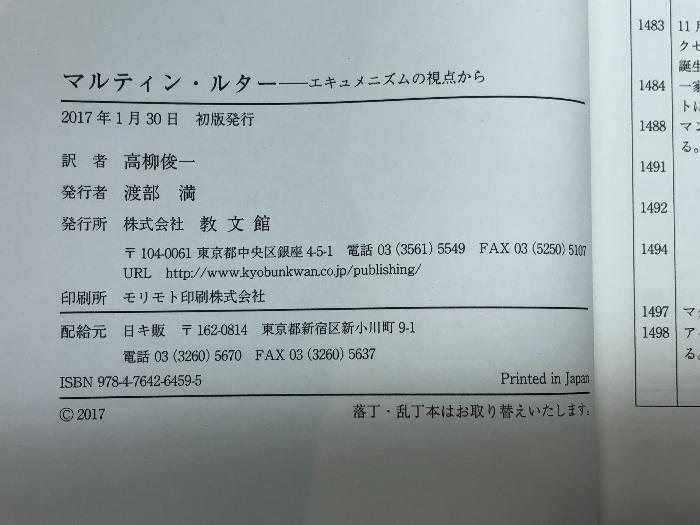 マルティン・ルター――エキュメニズムの視点から
2017年1月30日　初版発行
訳　者　高柳俊一
発行者　渡部　満
発行所　株式会社　教文館
〒104-0061 東京都中央区銀座4-5-1　電話 03 (3561) 5549　FAX 03 (5250) 5107
URL　http://www.kyobunkwan.co.jp/publishing/
印刷所　モリモト印刷株式会社
配給元　日キ販　〒162-0814　東京都新宿区新小川町9-1
電話 03 (3260) 5670　FAX 03 (3260) 5637
ISBN 978-4-7642-6459-5　Printed in Japan
© 2017　落丁・乱丁本はお取り替えいたします。
1483　11月
クセ
誕生
1484　一家
トに
1488　マン
る。
1491
1492
1494
1497　マク
1498　アイ
る。